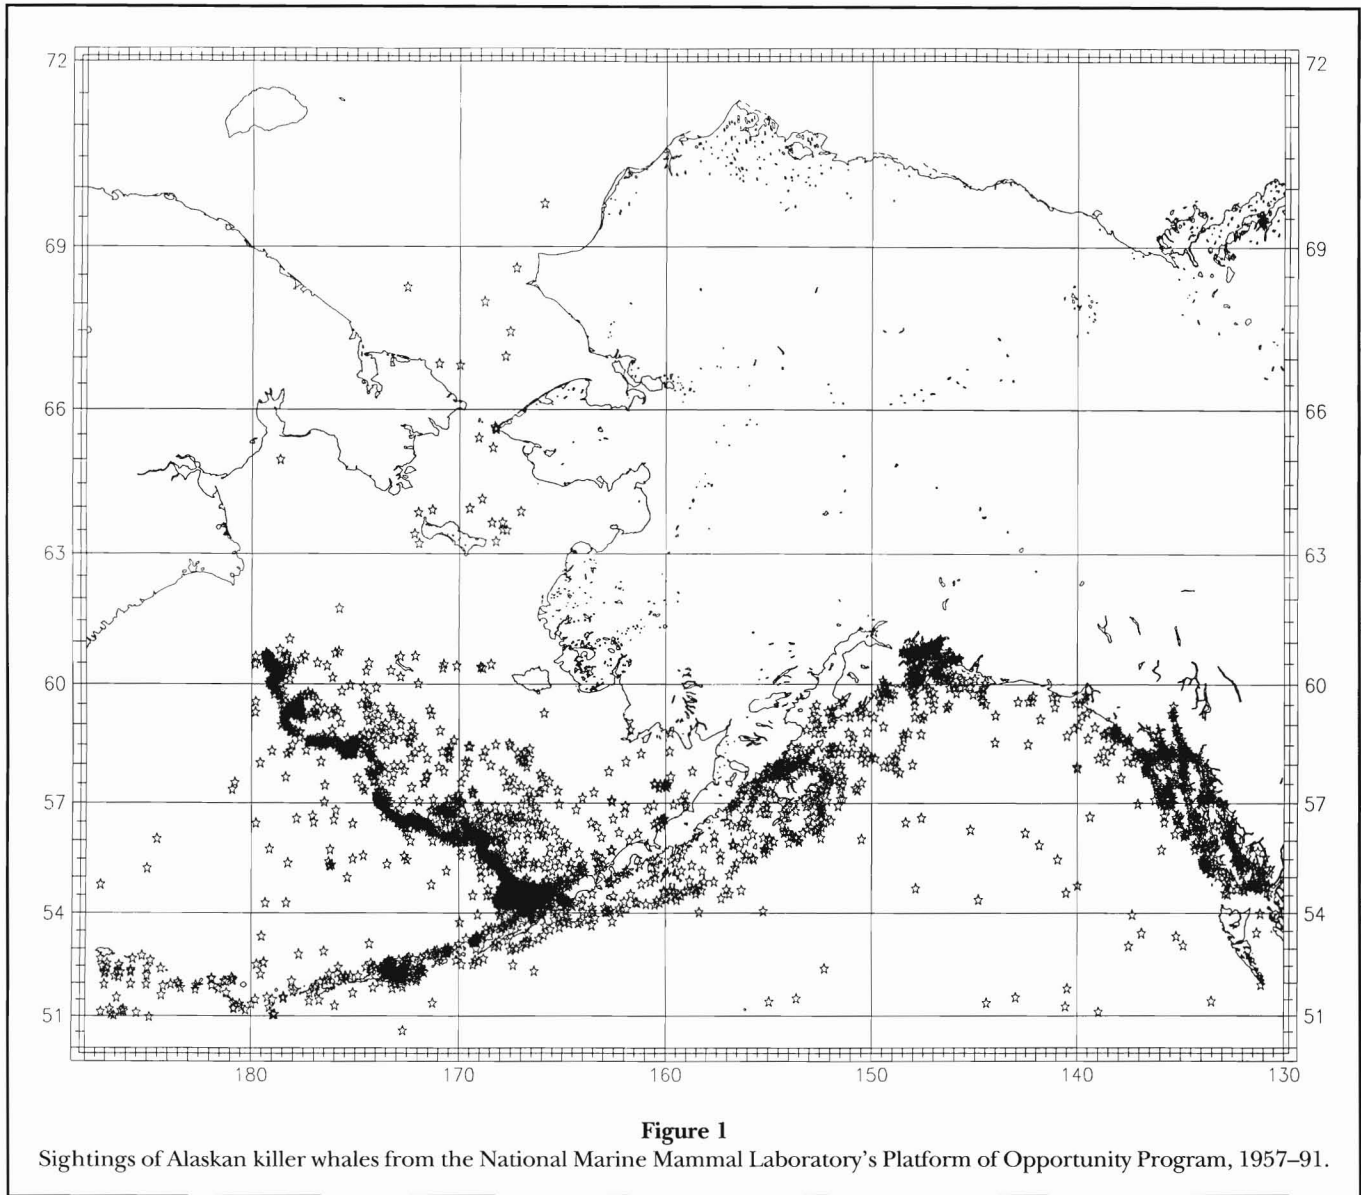 72 72
69 69
66 66
63 63
60 60
57 57
54 54
51 51
180 170 160 150 140 130
Figure 1
Sightings of Alaskan killer whales from the National Marine Mammal Laboratory's Platform of Opportunity Program, 1957–91.